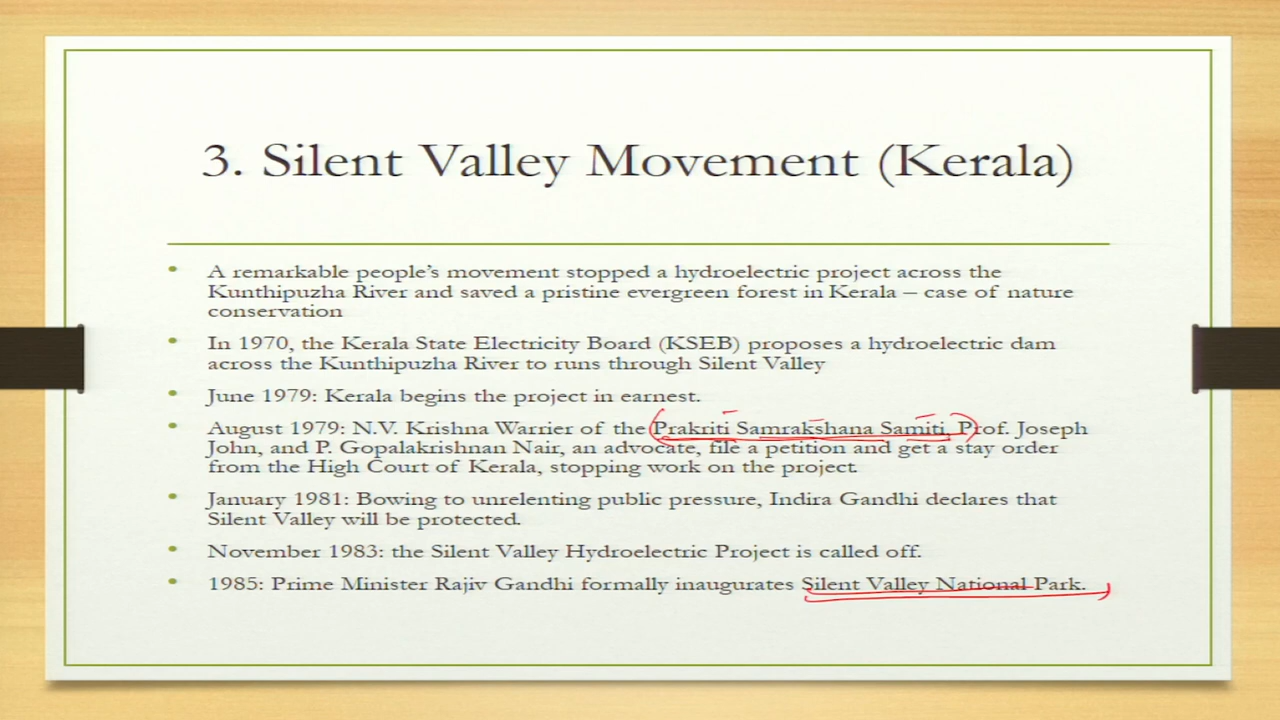 3. Silent Valley Movement (Kerala)
• A remarkable people’s movement stopped a hydroelectric project across the
Kunthipuzha River and saved a pristine evergreen forest in Kerala – case of nature
conservation
• In 1970, the Kerala State Electricity Board (KSEB) proposes a hydroelectric dam
across the Kunthipuzha River to runs through Silent Valley
• June 1979: Kerala begins the project in earnest.
• August 1979: N.V. Krishna Warrier of the Prakriti Samrakshana Samiti, Prof. Joseph
John, and P. Gopalakrishnan Nair, an advocate, file a petition and get a stay order
from the High Court of Kerala, stopping work on the project.
• January 1981: Bowing to unrelenting public pressure, Indira Gandhi declares that
Silent Valley will be protected.
• November 1983: the Silent Valley Hydroelectric Project is called off.
• 1985: Prime Minister Rajiv Gandhi formally inaugurates Silent Valley National Park.